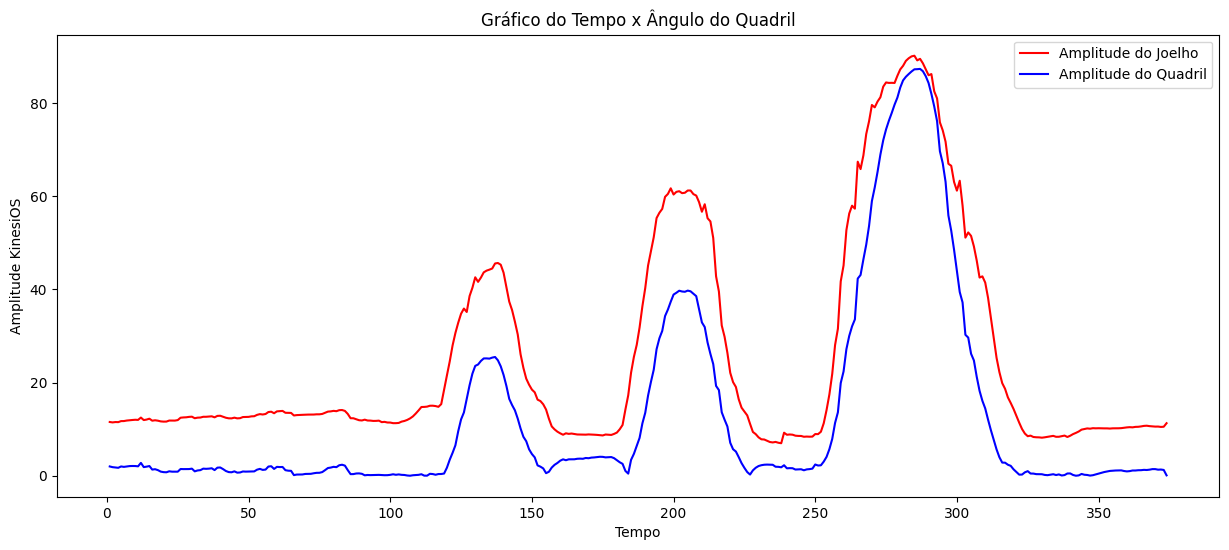 Gráfico do Tempo x Ângulo do Quadril
Amplitude do Joelho
Amplitude do Quadril
Amplitude KinesiOS
80
60
40
20
0
0 50 100 150 200 250 300 350
Tempo